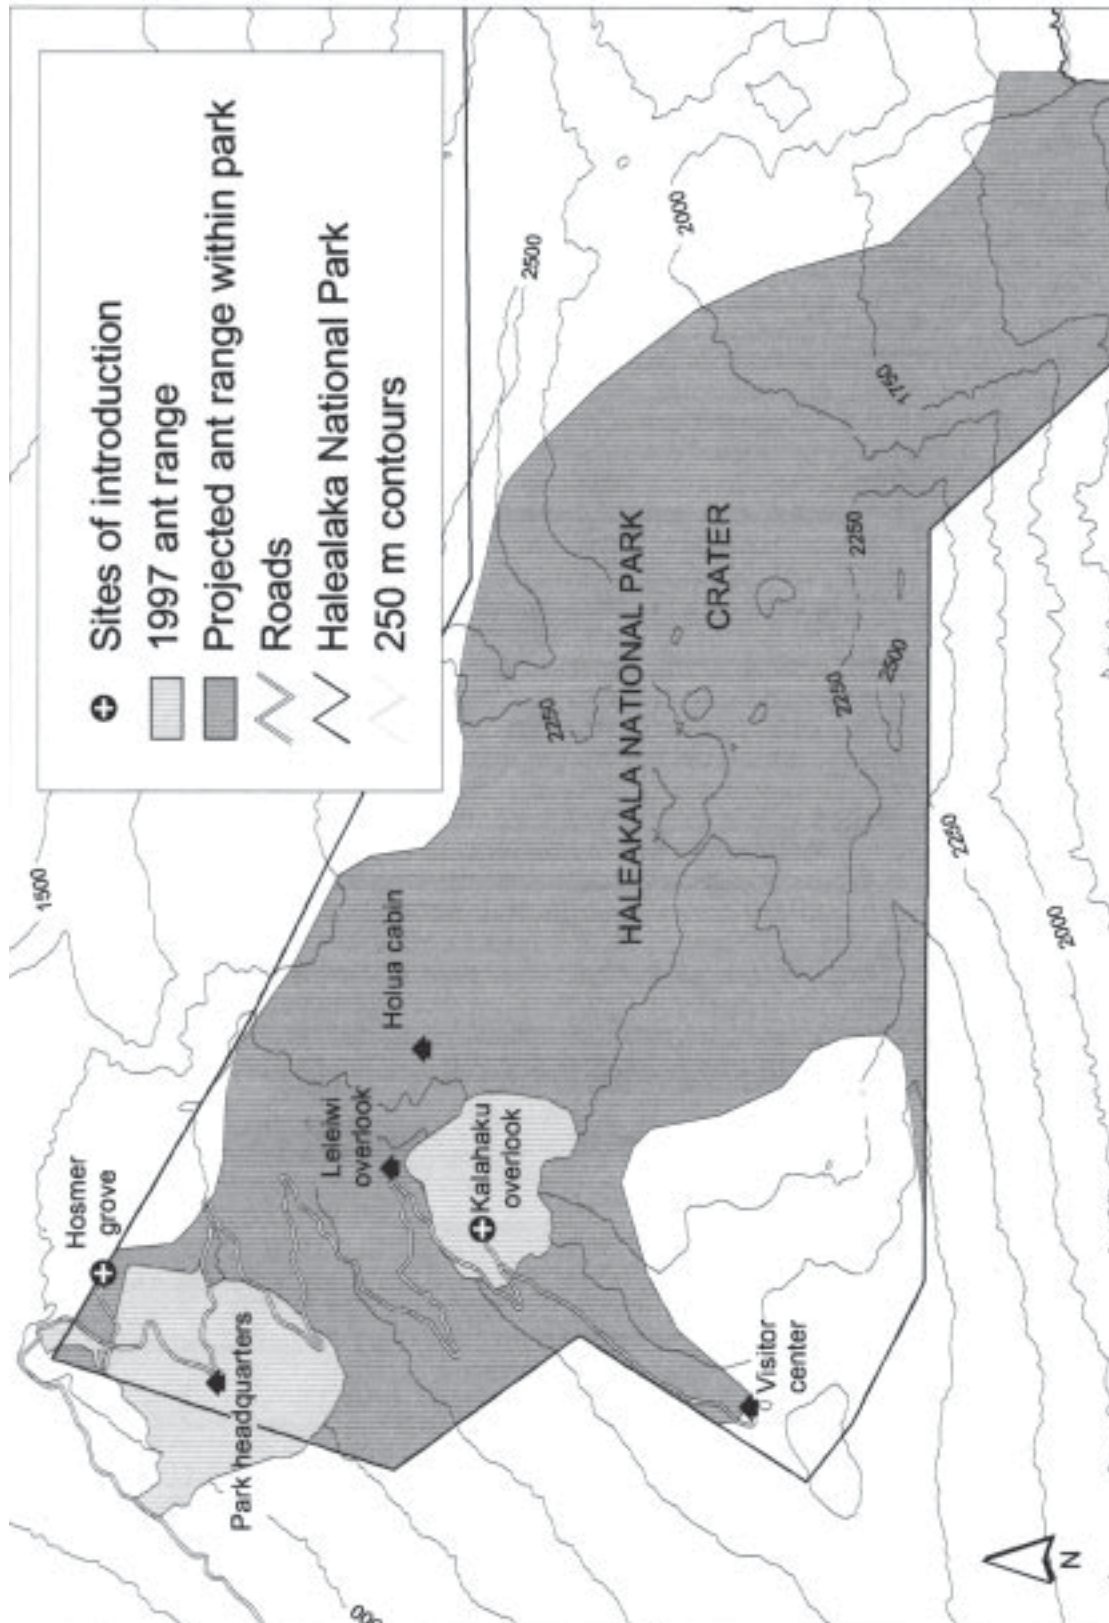 Sites of introduction
1997 ant range
Projected ant range within park
Roads
Halealaka National Park
250 m contours
1500
2500
2000
Hosmer
grove
Holua cabin
Leleiwi
overlook
Kalahaku
overlook
Park headquarters
Visitor
center
HALEAKALA NATIONAL PARK
CRATER
2250
1750
2250
2250
2500
2250
2000
N